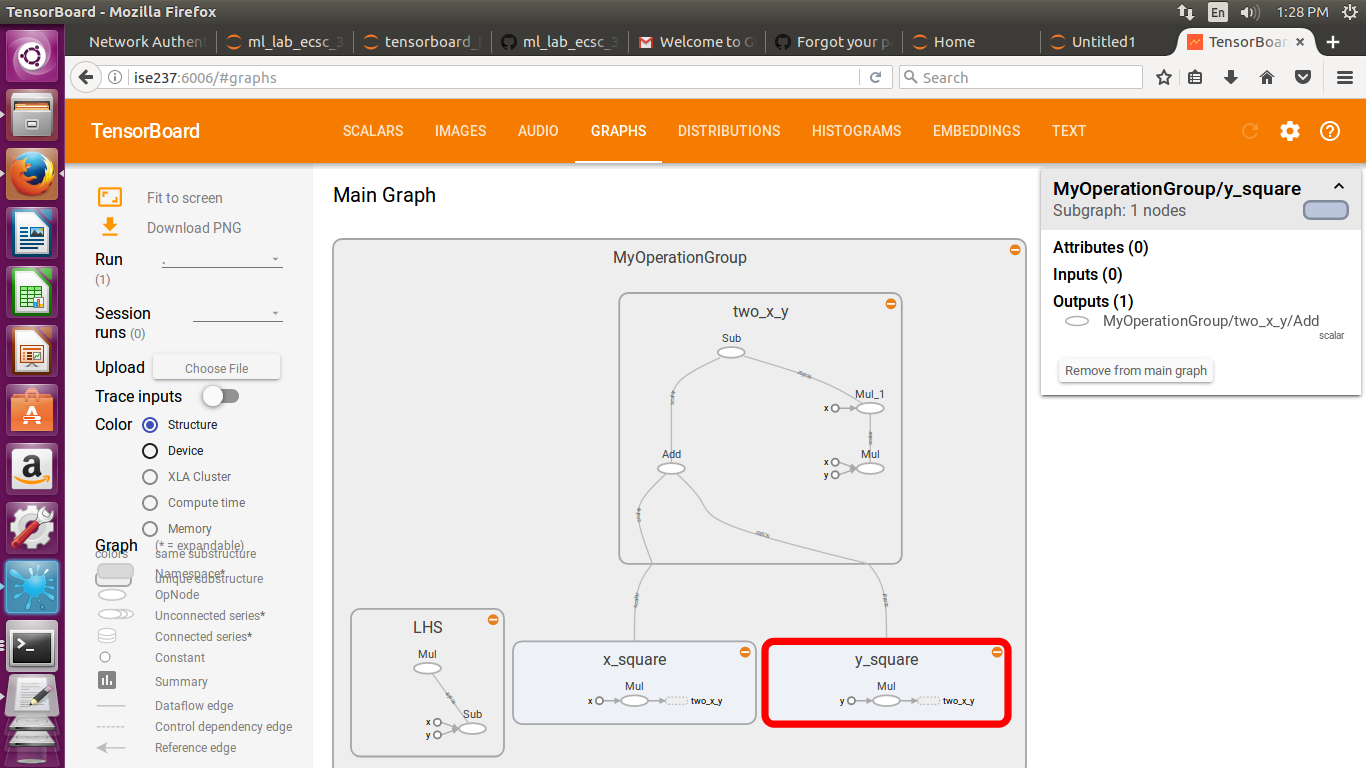 TensorBoard - Mozilla Firefox
En
1:28 PM
Network Authen
ml_lab_ecsc_3
tensorboard_
ml_lab_ecsc_3
Welcome to G
Forgot your p
Home
Untitled1
TensorBoar
ise237:6006/#graphs
Search
TensorBoard
SCALARS
IMAGES
AUDIO
GRAPHS
DISTRIBUTIONS
HISTOGRAMS
EMBEDDINGS
TEXT
Fit to screen
Download PNG
Run
(1)
.
Session
runs (0)
Upload
Choose File
Trace inputs
Color
Structure
Device
XLA Cluster
Compute time
Memory
Graph
(* = expandable)
colors
same substructure
Namespace*
unique substructure
OpNode
Unconnected series*
Connected series*
Constant
Summary
Dataflow edge
Control dependency edge
Reference edge
Main Graph
MyOperationGroup
two_x_y
Sub
Mul_1
x
scalar
Add
Mul
x
y
LHS
Mul
Sub
x
y
x_square
Mul
x
two_x_y
scalar
y_square
Mul
y
two_x_y
MyOperationGroup/y_square
Subgraph: 1 nodes
Attributes (0)
Inputs (0)
Outputs (1)
MyOperationGroup/two_x_y/Add
scalar
Remove from main graph